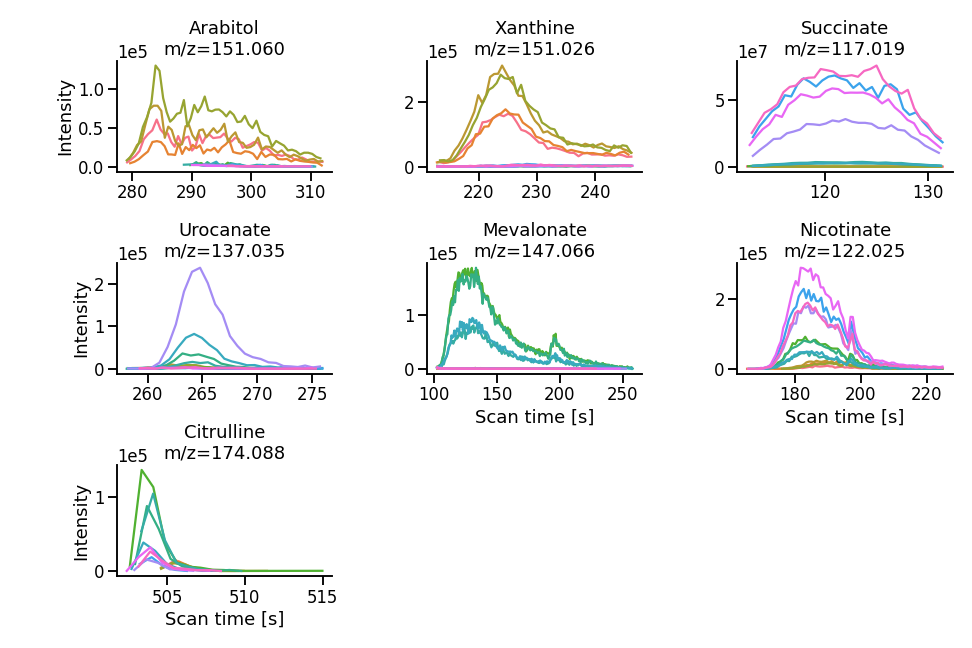 Arabitol
m/z=151.060
1e5
Intensity
1.0
0.5
0.0
280 290 300 310
Xanthine
m/z=151.026
1e5
2
0
220 230 240
Succinate
m/z=117.019
1e7
5
0
120 130
Urocanate
m/z=137.035
1e5
Intensity
2
1
0
260 265 270 275
Mevalonate
m/z=147.066
1e5
1
0
100 150 200 250
Scan time [s]
Nicotinate
m/z=122.025
1e5
2
0
180 200 220
Scan time [s]
Citrulline
m/z=174.088
1e5
Intensity
1
0
505 510 515
Scan time [s]